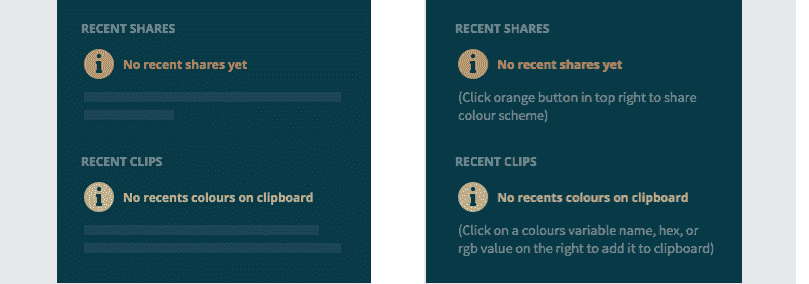 RECENT SHARES
No recent shares yet
RECENT CLIPS
No recents colours on clipboard
RECENT SHARES
No recent shares yet
(Click orange button in top right to share
colour scheme)
RECENT CLIPS
No recents colours on clipboard
(Click on a colours variable name, hex, or
rgb value on the right to add it to clipboard)